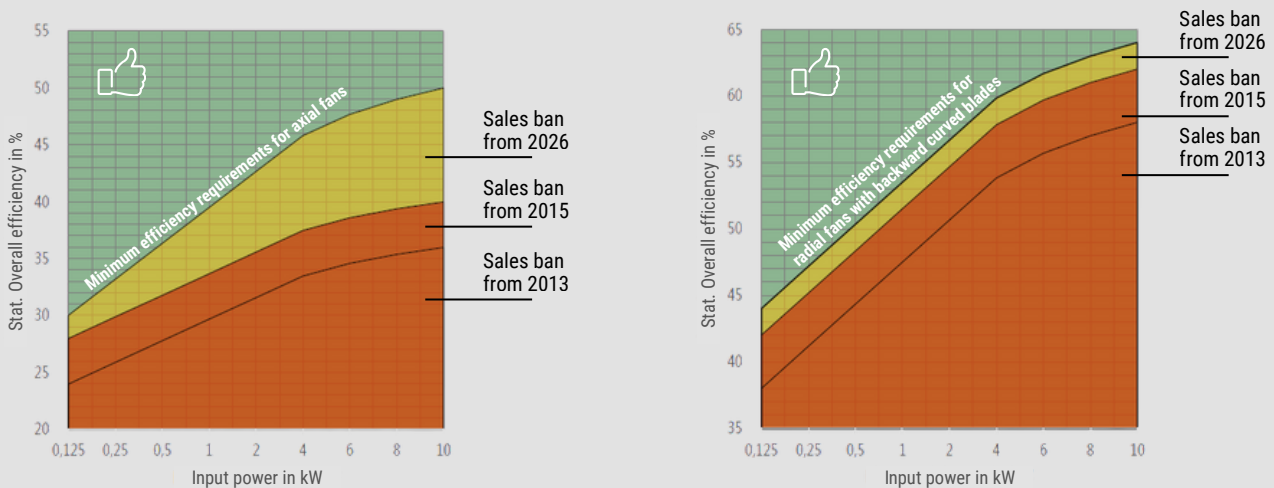 55
50
45
40
35
30
25
20
Stat. Overall efficiency in %
Minimum efficiency requirements for axial fans
0,125 0,25 0,5 1 2 4 6 8 10
Input power in kW
Sales ban
from 2026
Sales ban
from 2015
Sales ban
from 2013
65
60
55
50
45
40
35
Stat. Overall efficiency in %
Minimum efficiency requirements for
radial fans with backward curved blades
0,125 0,25 0,5 1 2 4 6 8 10
Input power in kW
Sales ban
from 2026
Sales ban
from 2015
Sales ban
from 2013